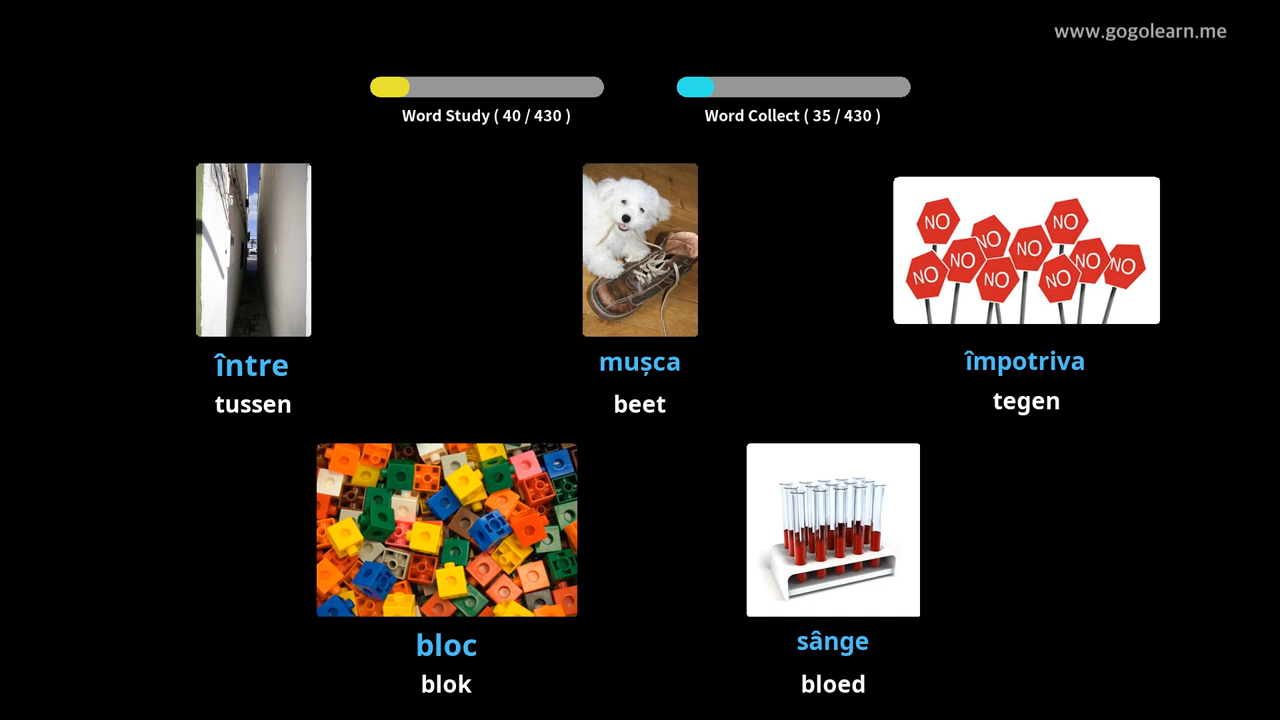 www.gogolearn.me
Word Study ( 40 / 430 )
Word Collect ( 35 / 430 )
NO
NO
NO
NO
NO
NO
NO
NO
NO
NO
între
tussen
mușca
beet
împotriva
tegen
bloc
blok
sânge
bloed